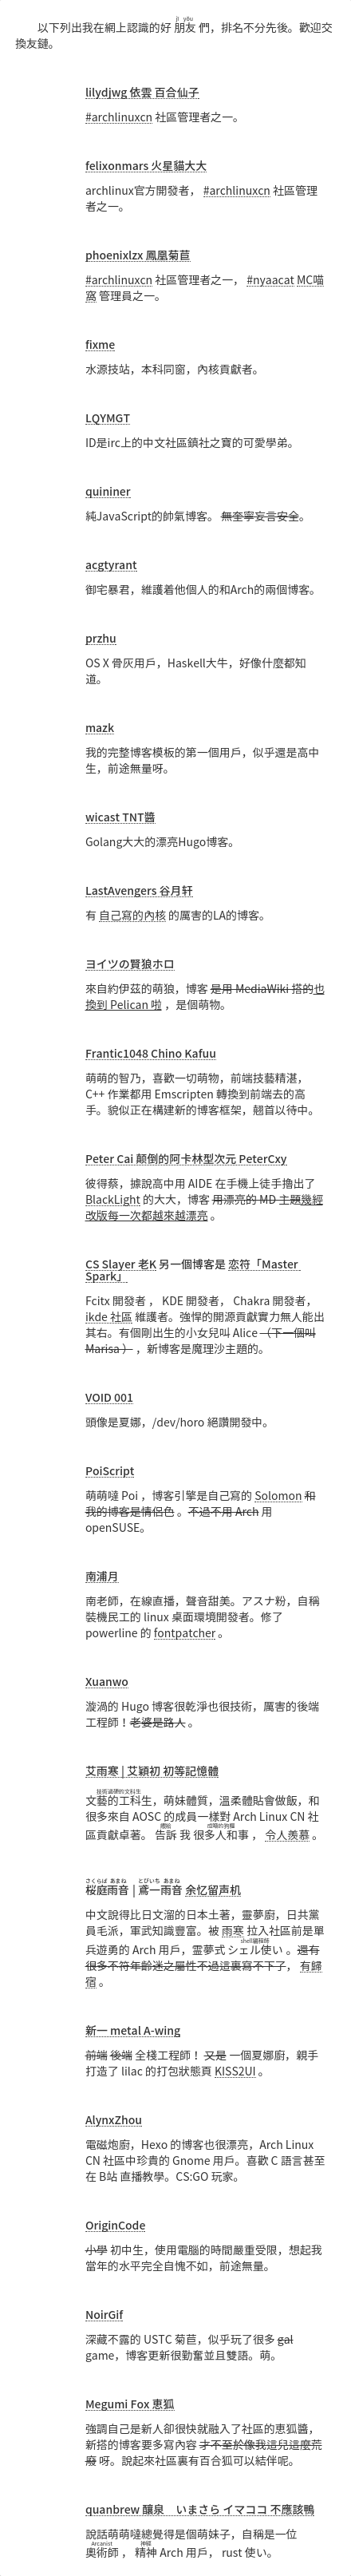 以下列出我在網上認識的好 朋友 們，排名不分先後。歡迎交
換友鏈。
lilydjwg 依雲 百合仙子
#archlinuxcn 社區管理者之一。
felixonmars 火星貓大大
archlinux官方開發者， #archlinuxcn 社區管理
者之一。
phoenixlzx 鳳凰菊苣
#archlinuxcn 社區管理者之一， #nyaacat MC喵
窩 管理員之一。
fixme
水源技站，本科同窗，內核貢獻者。
LQYMGT
ID是irc上的中文社區鎮社之寶的可愛學弟。
quininer
純JavaScript的帥氣博客。 無奎寧妄言安全。
acgtyrant
御宅暴君，維護着他個人的和Arch的兩個博客。
przhu
OS X 骨灰用戶，Haskell大牛，好像什麼都知
道。
mazk
我的完整博客模板的第一個用戶，似乎還是高中
生，前途無量呀。
wicast TNT醬
Golang大大的漂亮Hugo博客。
LastAvengers 谷月轩
有 自己寫的內核 的厲害的LA的博客。
ヨイツの賢狼ホロ
來自約伊茲的萌狼，博客 是用 MediaWiki 搭的也
換到 Pelican 啦 ，是個萌物。
Frantic1048 Chino Kafuu
萌萌的智乃，喜歡一切萌物，前端技藝精湛，
C++ 作業都用 Emscripten 轉換到前端去的高
手。貌似正在構建新的博客框架，翹首以待中。
Peter Cai 颠倒的阿卡林型次元 PeterCxy
彼得蔡，據說高中用 AIDE 在手機上徒手擼出了
BlackLight 的大大，博客 用漂亮的 MD 主題幾經
改版每一次都越來越漂亮 。
CS Slayer 老K 另一個博客是 恋符「Master
Spark」
Fcitx 開發者 ， KDE 開發者， Chakra 開發者，
ikde 社區 維護者。強悍的開源貢獻實力無人能出
其右。有個剛出生的小女兒叫 Alice （下一個叫
Marisa ） ，新博客是魔理沙主題的。
VOID 001
頭像是夏娜，/dev/horo 絕讚開發中。
PoiScript
萌萌噠 Poi ，博客引擎是自己寫的 Solomon 和
我的博客是情侶色 。不過不用 Arch 用
openSUSE。
南浦月
南老師，在線直播，聲音甜美。アスナ粉，自稱
裝機民工的 linux 桌面環境開發者。修了
powerline 的 fontpatcher 。
Xuanwo
漩渦的 Hugo 博客很乾淨也很技術，厲害的後端
工程師！老婆是路人 。
艾雨寒 | 艾穎初 初等記憶體
文藝的工科生，萌妹體質，溫柔體貼會做飯，和
很多來自 AOSC 的成員一樣對 Arch Linux CN 社
區貢獻卓著。 告訴 我 很多人和事 ， 令人羨慕 。
桜庭雨音 | 鳶一雨音 余忆留声机
中文說得比日文溜的日本土著，靈夢廚，日共黨
員毛派，軍武知識豐富。被 雨寒 拉入社區前是單
兵遊勇的 Arch 用戶，靈夢式 シェル使い 。還有
很多不符年齡迷之屬性不過這裏寫不下了， 有歸
宿 。
新一 metal A-wing
前端 後端 全棧工程師！ 又是 一個夏娜廚，親手
打造了 lilac 的打包狀態頁 KISS2UI 。
AlynxZhou
電磁炮廚，Hexo 的博客也很漂亮，Arch Linux
CN 社區中珍貴的 Gnome 用戶。喜歡 C 語言甚至
在 B站 直播教學。CS:GO 玩家。
OriginCode
小學 初中生，使用電腦的時間嚴重受限，想起我
當年的水平完全自愧不如，前途無量。
NoirGif
深藏不露的 USTC 菊苣，似乎玩了很多 gal
game，博客更新很勤奮並且雙語。萌。
Megumi Fox 恵狐
強調自己是新人卻很快就融入了社區的恵狐醬，
新搭的博客要多寫內容 才不至於像我這兒這麼荒
廢 呀。說起來社區裏有百合狐可以結伴呢。
quanbrew 釀泉　いまさら イマココ 不應該鴨
說話萌萌噠總覺得是個萌妹子，自稱是一位
奧術師 ， 精神 Arch 用戶， rust 使い。